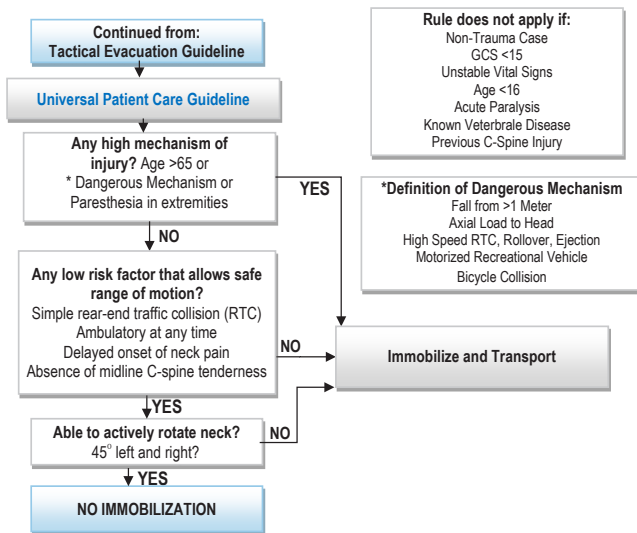 Continued from:
Tactical Evacuation Guideline
Universal Patient Care Guideline
Any high mechanism of
injury? Age >65 or
* Dangerous Mechanism or
Paresthesia in extremities
YES
NO
Any low risk factor that allows safe
range of motion?
Simple rear-end traffic collision (RTC)
Ambulatory at any time
Delayed onset of neck pain
Absence of midline C-spine tenderness
NO
YES
Able to actively rotate neck?
45° left and right?
NO
YES
NO IMMOBILIZATION
Immobilize and Transport
Rule does not apply if:
Non-Trauma Case
GCS <15
Unstable Vital Signs
Age <16
Acute Paralysis
Known Veterbrale Disease
Previous C-Spine Injury
*Definition of Dangerous Mechanism
Fall from >1 Meter
Axial Load to Head
High Speed RTC, Rollover, Ejection
Motorized Recreational Vehicle
Bicycle Collision